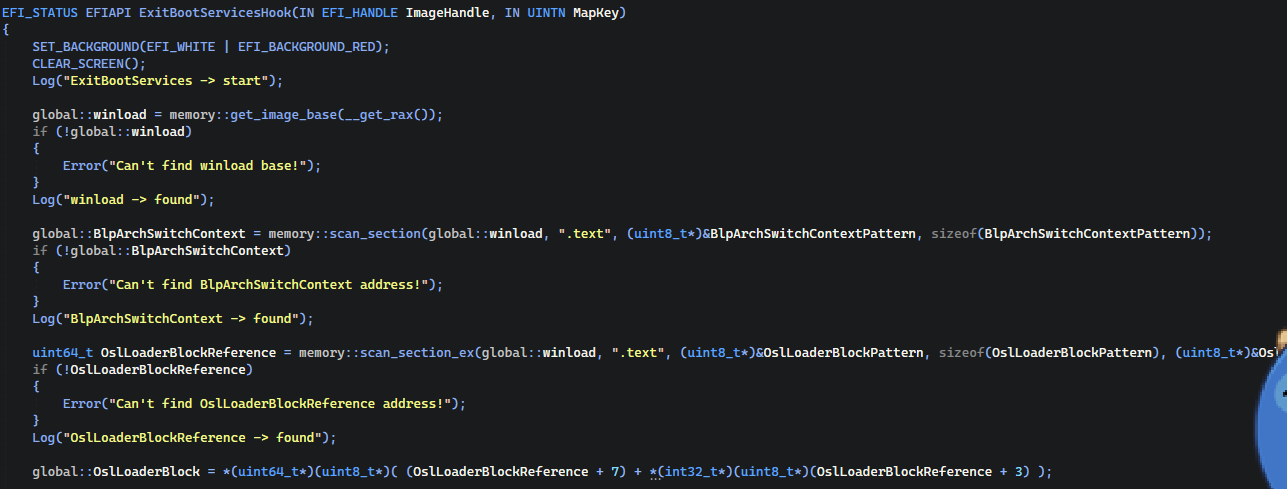 EFI_STATUS EFIAPI ExitBootServicesHook(IN EFI_HANDLE ImageHandle, IN UINTN MapKey)
{
    SET_BACKGROUND(EFI_WHITE | EFI_BACKGROUND_RED);
    CLEAR_SCREEN();
    Log("ExitBootServices -> start");

    global::winload = memory::get_image_base(__get_rax());
    if (!global::winload)
    {
        Error("Can't find winload base!");
    }
    Log("winload -> found");

    global::BlpArchSwitchContext = memory::scan_section(global::winload, ".text", (uint8_t*)&BlpArchSwitchContextPattern, sizeof(BlpArchSwitchContextPattern));
    if (!global::BlpArchSwitchContext)
    {
        Error("Can't find BlpArchSwitchContext address!");
    }
    Log("BlpArchSwitchContext -> found");

    uint64_t OslLoaderBlockReference = memory::scan_section_ex(global::winload, ".text", (uint8_t*)&OslLoaderBlockPattern, sizeof(OslLoaderBlockPattern), (uint8_t*)&Osl
    if (!OslLoaderBlockReference)
    {
        Error("Can't find OslLoaderBlockReference address!");
    }
    Log("OslLoaderBlockReference -> found");

    global::OslLoaderBlock = *(uint64_t*)(uint8_t*)( (OslLoaderBlockReference + 7) + *(int32_t*)(uint8_t*)(OslLoaderBlockReference + 3) );